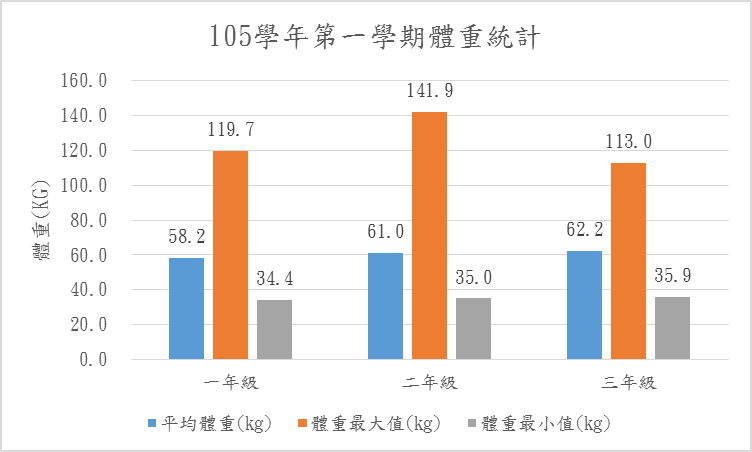 105學年第一學期體重統計
體重(KG)
160.0
140.0
120.0
100.0
80.0
60.0
40.0
20.0
0.0
58.2
119.7
34.4
61.0
141.9
35.0
62.2
113.0
35.9
一年級
二年級
三年級
平均體重(kg)
體重最大值(kg)
體重最小值(kg)